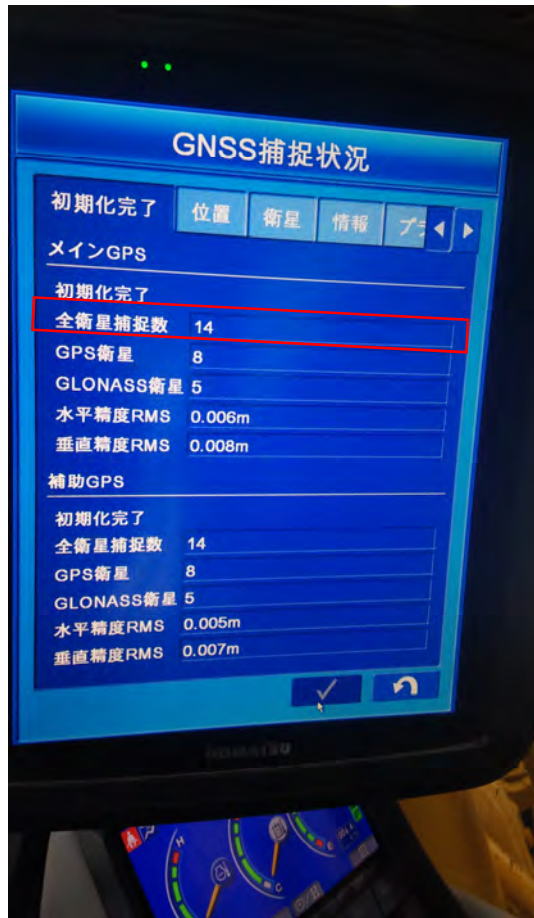 GNSS捕捉状況
初期化完了 位置 衛星 情報
メインGPS
初期化完了
全衛星捕捉数 14
GPS衛星 8
GLONASS衛星 5
水平精度RMS 0.006m
垂直精度RMS 0.008m
補助GPS
初期化完了
全衛星捕捉数 14
GPS衛星 8
GLONASS衛星 5
水平精度RMS 0.005m
垂直精度RMS 0.007m
KOMATSU
H
C